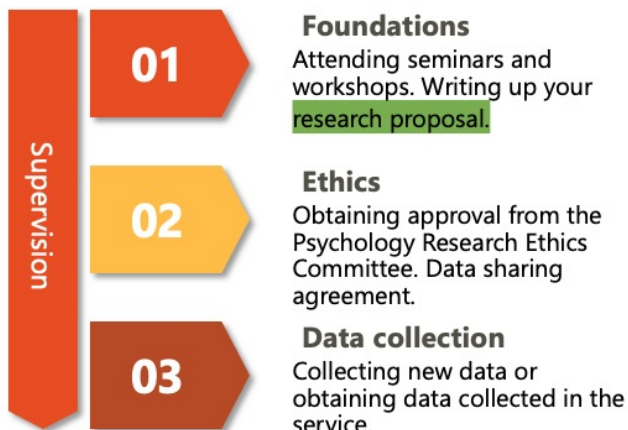 Supervision
01
Foundations
Attending seminars and
workshops. Writing up your
research proposal.
02
Ethics
Obtaining approval from the
Psychology Research Ethics
Committee. Data sharing
agreement.
03
Data collection
Collecting new data or
obtaining data collected in the
service